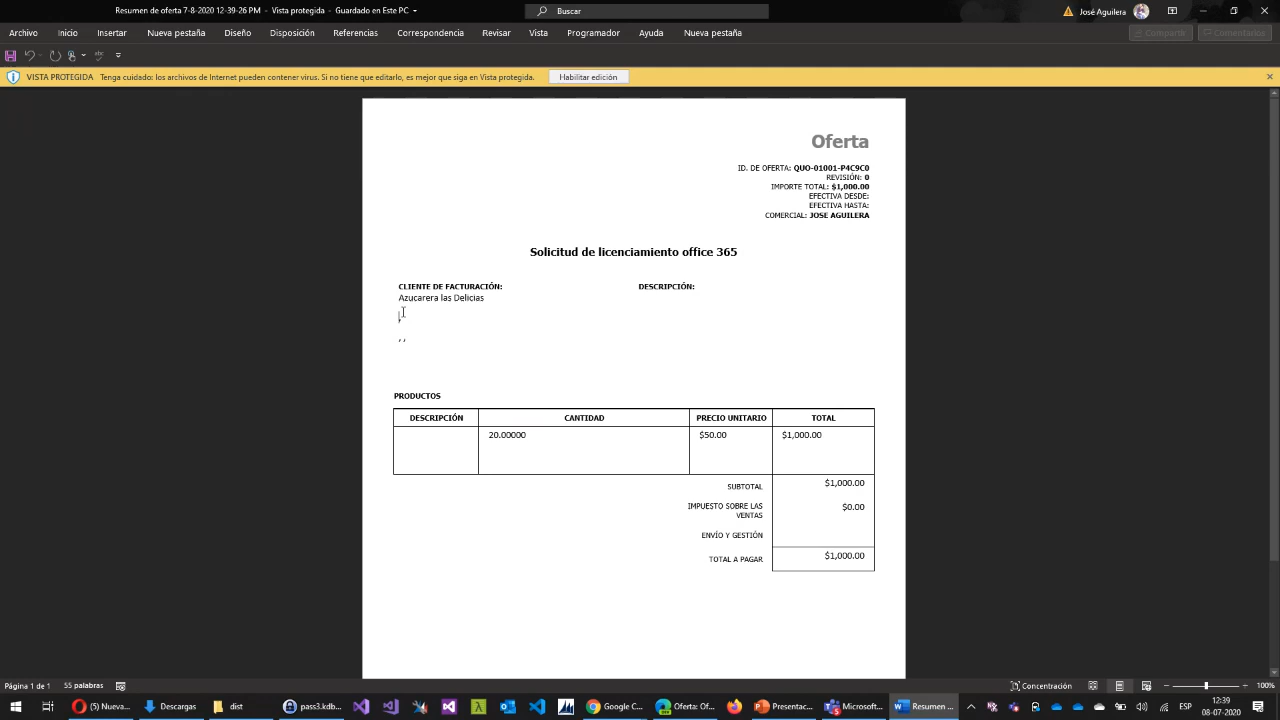 Resumen de oferta 7-8-2020 12-39-26 PM - Vista protegida - Guardado en Este PC
Buscar
José Aguilera
Archivo Inicio Insertar Nueva pestaña Diseño Disposición Referencias Correspondencia Revisar Vista Programador Ayuda Nueva pestaña
Compartir Comentarios
VISTA PROTEGIDA Tenga cuidado: los archivos de Internet pueden contener virus. Si no tiene que editarlo, es mejor que siga en Vista protegida. Habilitar edición
Oferta
ID. DE OFERTA: QUO-01001-P4C9C0
REVISIÓN: 0
IMPORTE TOTAL: $1,000.00
EFECTIVA DESDE:
EFECTIVA HASTA:
COMERCIAL: JOSE AGUILERA
Solicitud de licenciamiento office 365
CLIENTE DE FACTURACIÓN: DESCRIPCIÓN:
Azucarera las Delicias
,
, ,
PRODUCTOS
DESCRIPCIÓN CANTIDAD PRECIO UNITARIO TOTAL
20.00000 $50.00 $1,000.00
SUBTOTAL $1,000.00
IMPUESTO SOBRE LAS $0.00
VENTAS
ENVÍO Y GESTIÓN
TOTAL A PAGAR $1,000.00
Página 1 de 1 55 palabras
Concentración
100%
(5) Nueva... Descargas dist pass3.kdb... Google C... Oferta: Of... Presentac... Microsoft... Resumen ...
ESP
12:39
08-07-2020